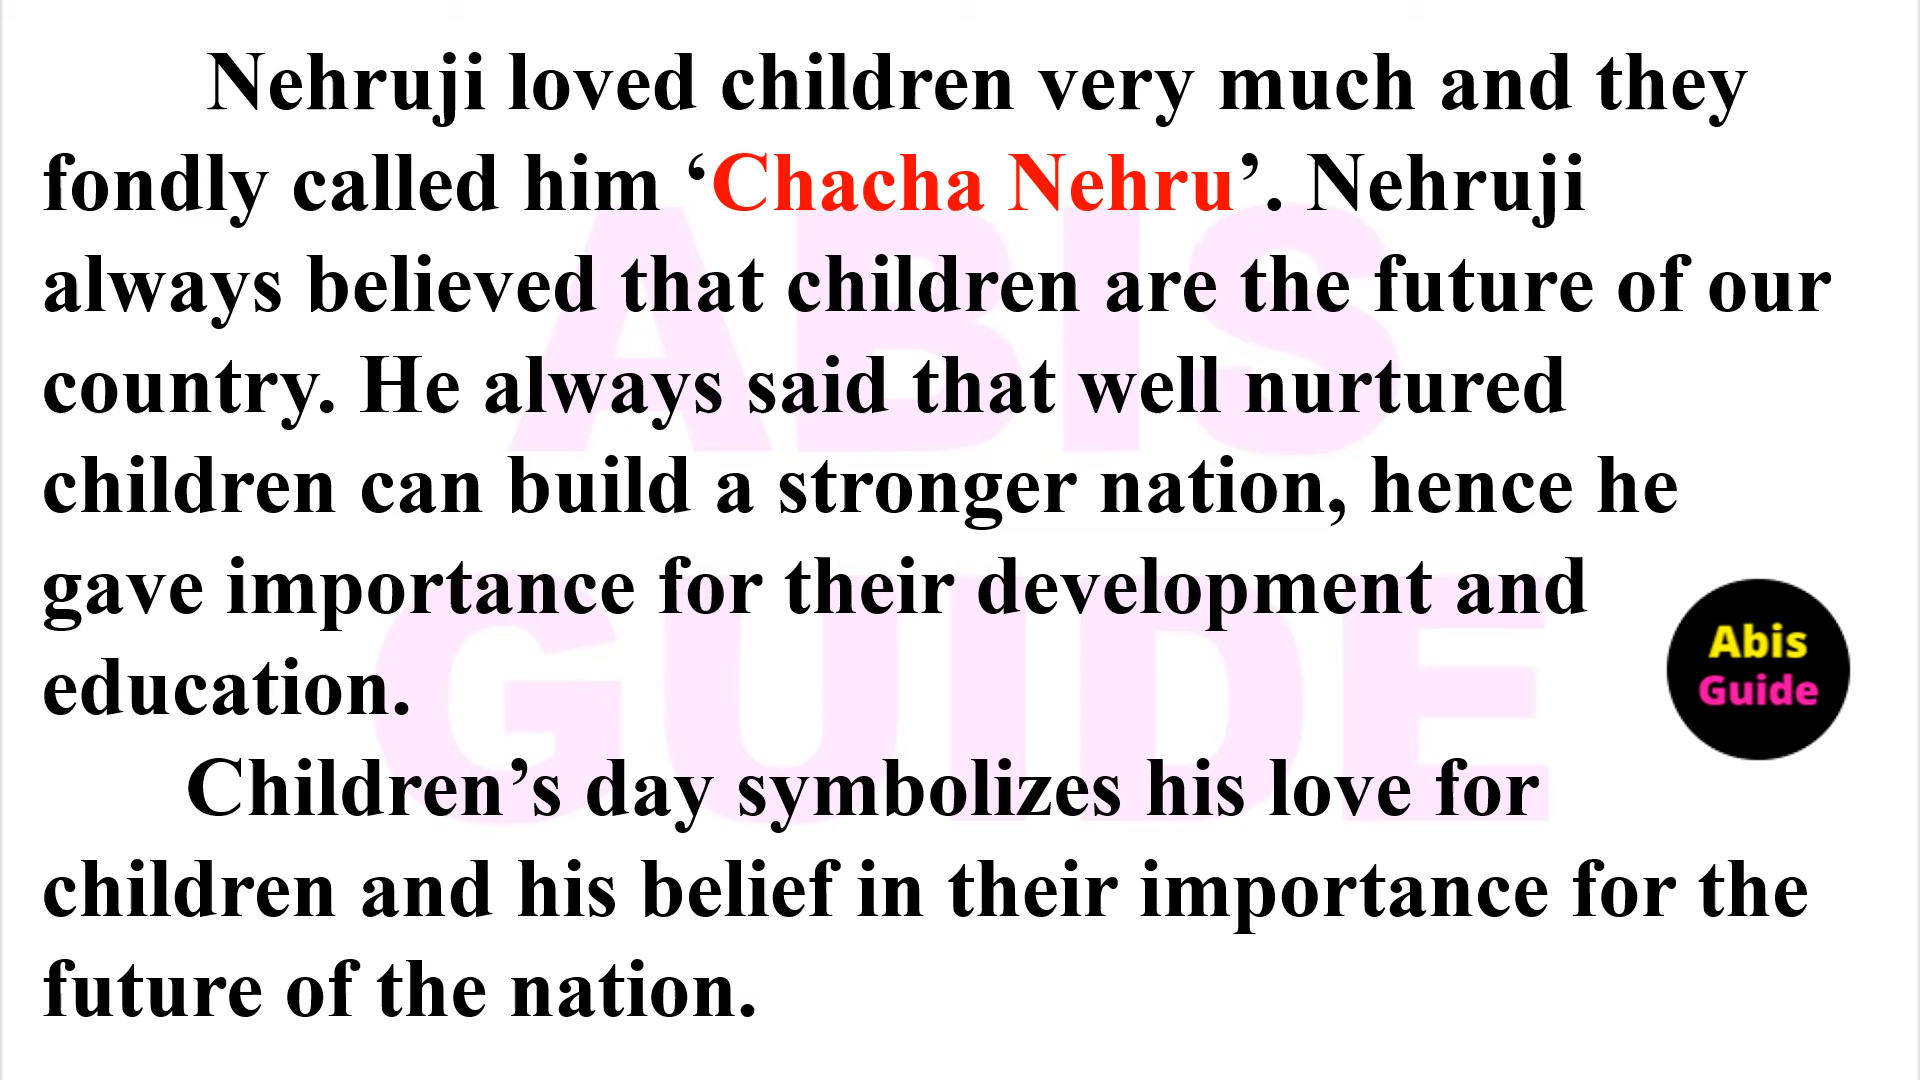 Nehruji loved children very much and they
fondly called him ‘Chacha Nehru’. Nehruji
always believed that children are the future of our
country. He always said that well nurtured
children can build a stronger nation, hence he
gave importance for their development and
education.
Children’s day symbolizes his love for
children and his belief in their importance for the
future of the nation.
ABIS
GUIDE
Abis
Guide